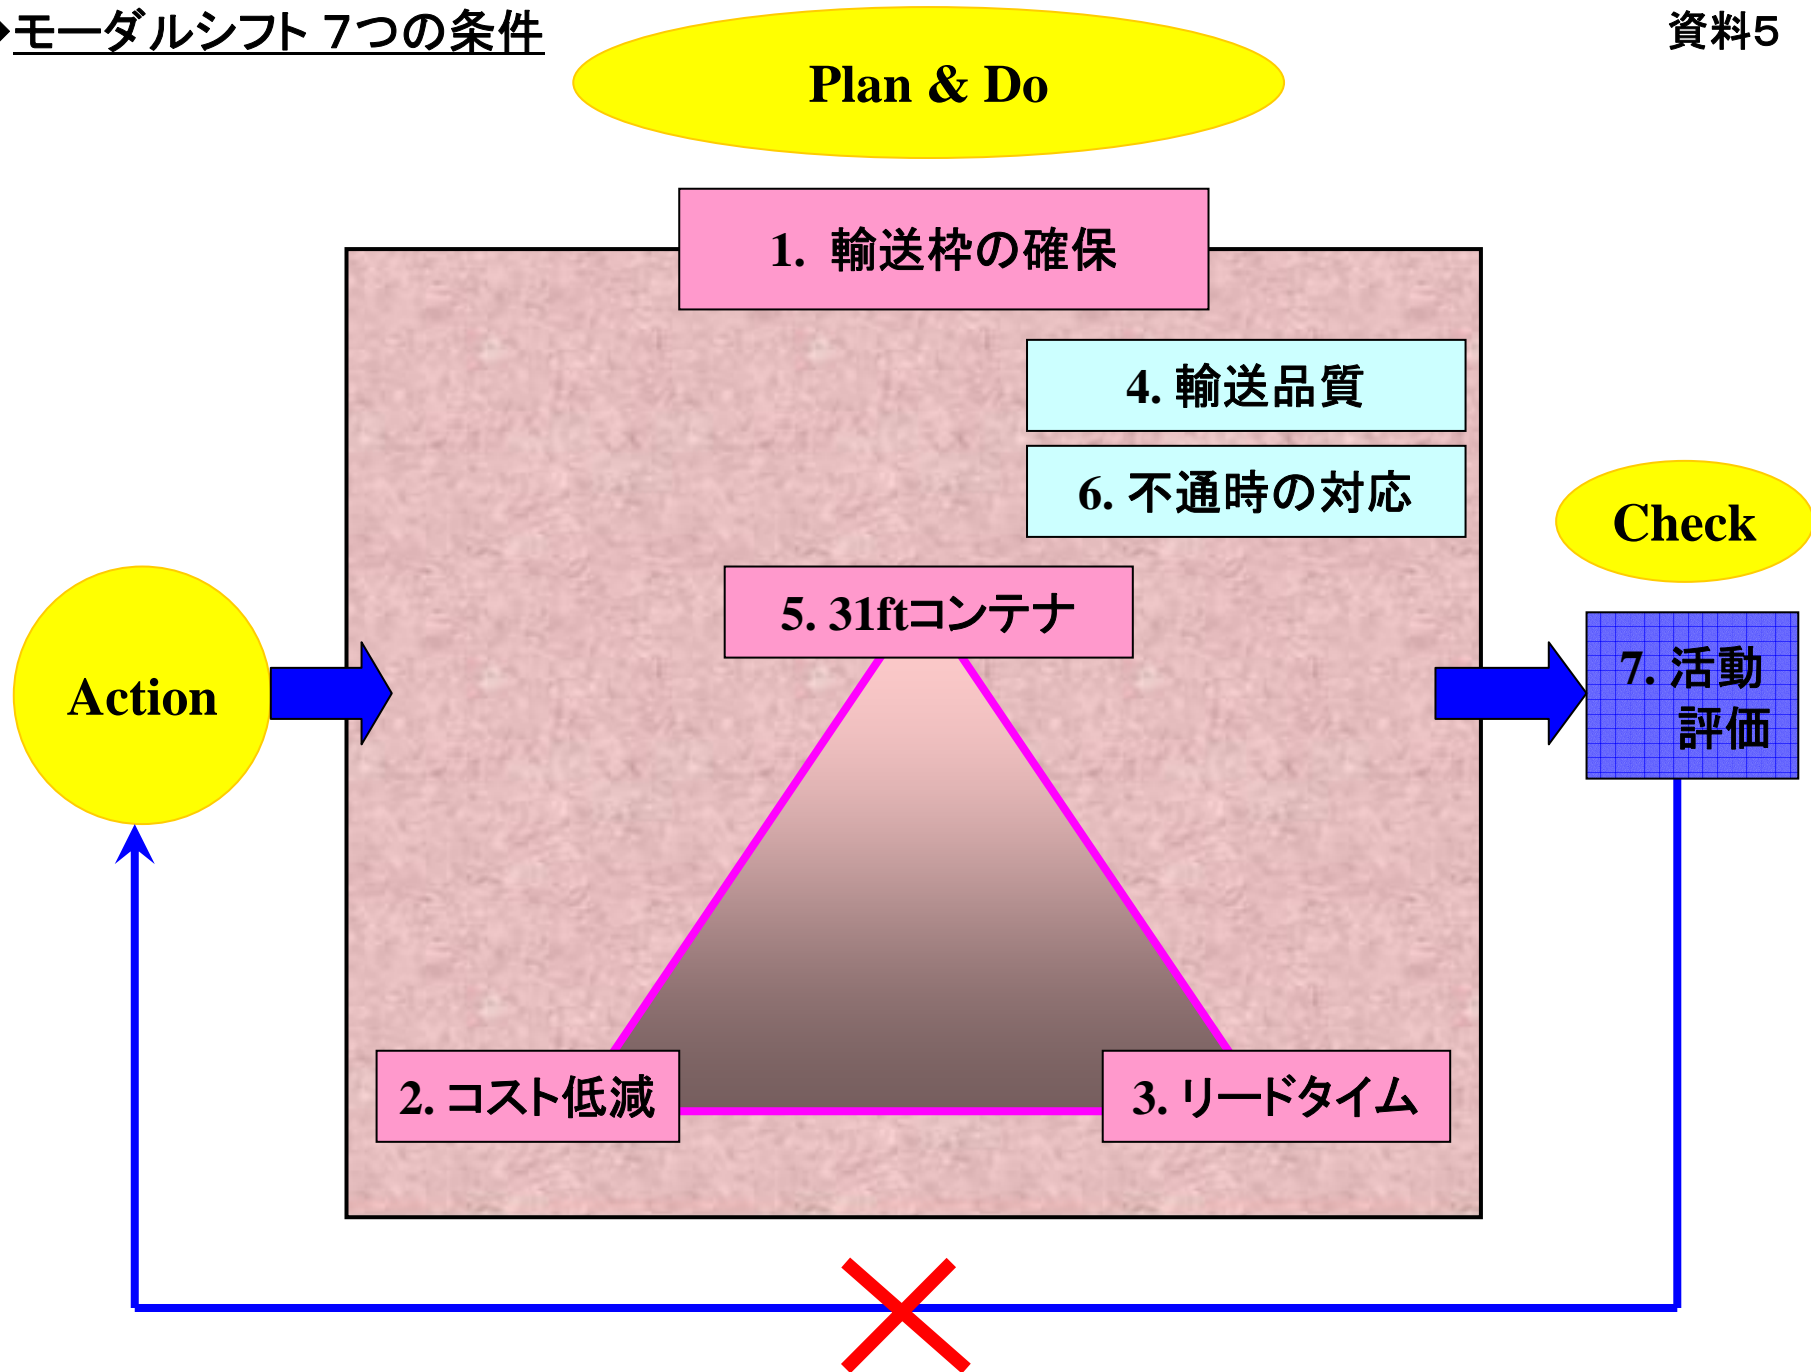 ◆モーダルシフト 7つの条件
資料5
Plan & Do
1. 輸送枠の確保
4. 輸送品質
6. 不通時の対応
Check
5. 31ftコンテナ
Action
7. 活動
評価
2. コスト低減
3. リードタイム